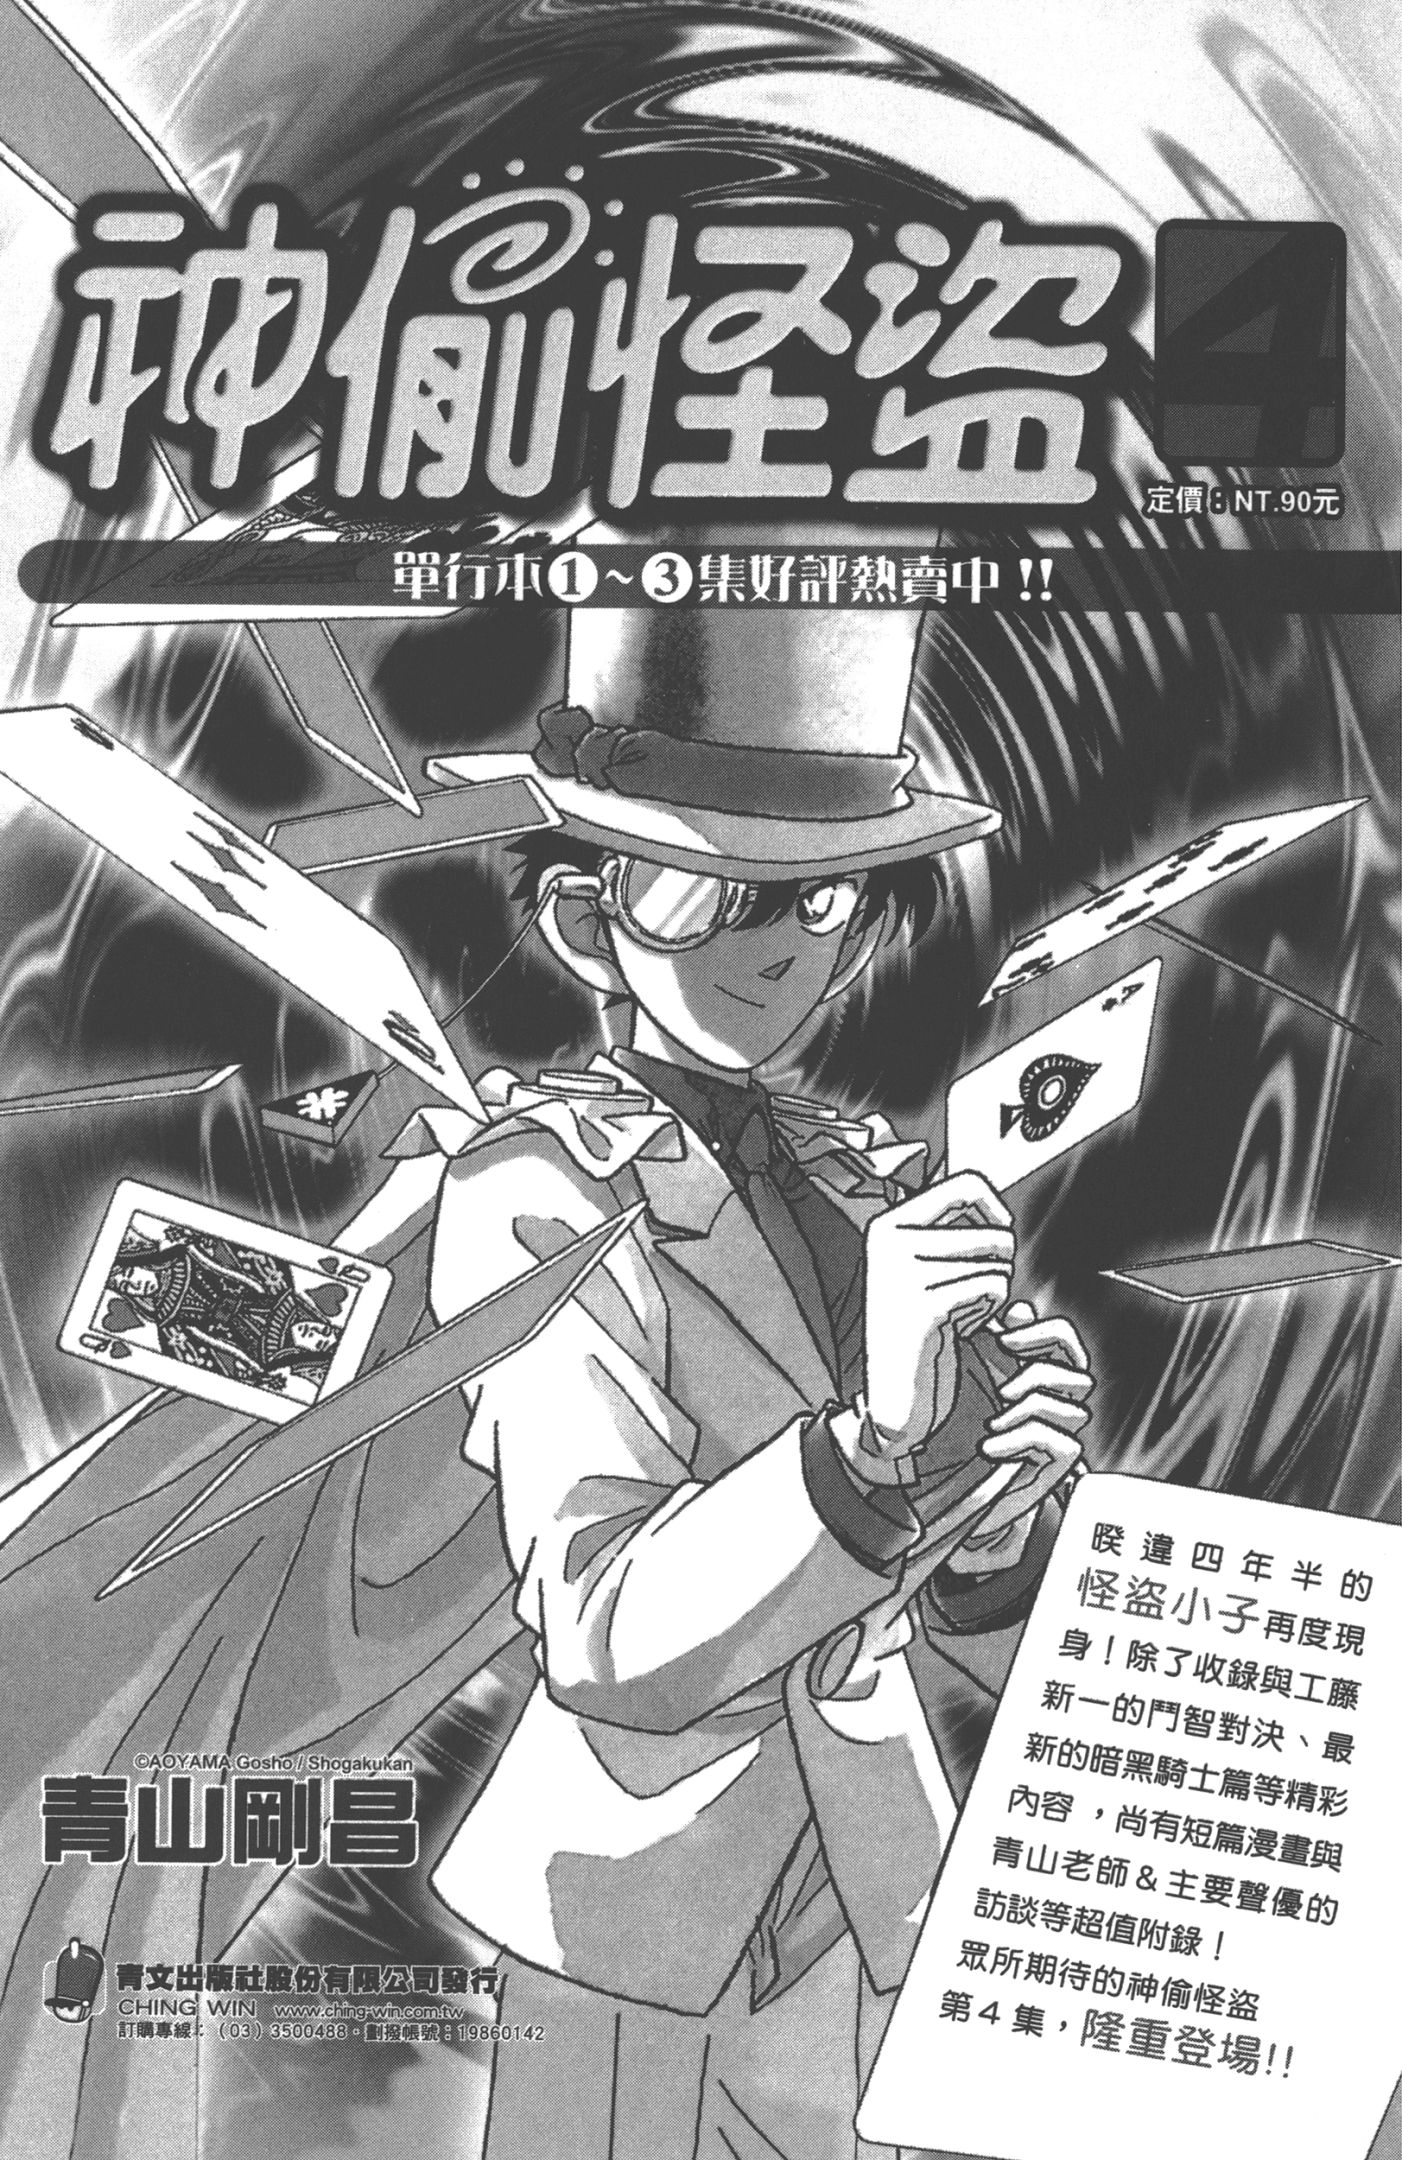 神偷怪盜
4
定價：NT.90元
單行本❶～❸集好評熱賣中!!
A
Q
Q
暌違四年半的
怪盜小子再度現
身！除了收錄與工藤
新一的鬥智對決、最
新的暗黑騎士篇等精彩
內容，尚有短篇漫畫與
青山老師＆主要聲優的
訪談等超值附錄！
眾所期待的神偷怪盜
第4集，隆重登場!!
©AOYAMA Gosho / Shogakukan
青山剛昌
青文出版社股份有限公司發行
CHING WIN www.ching-win.com.tw
訂購專線：（03）3500488．劃撥帳號：19860142